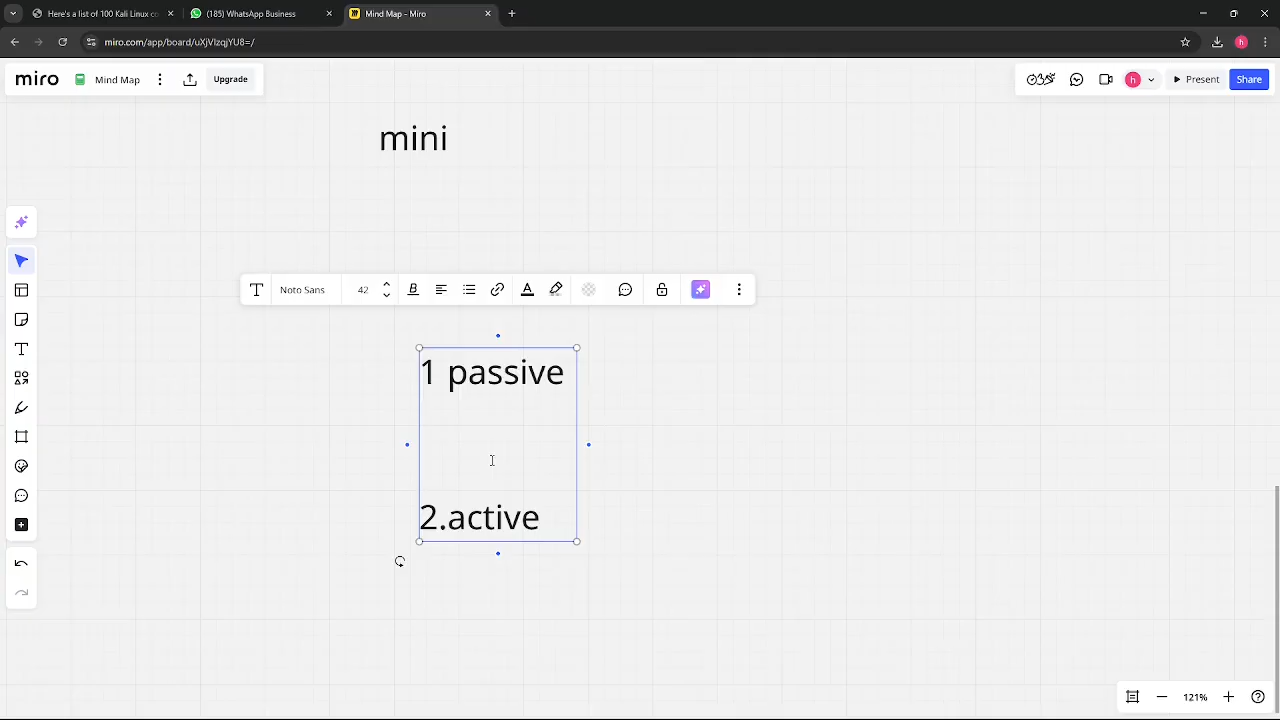 Here's a list of 100 Kali Linux co
(185) WhatsApp Business
Mind Map - Miro
miro.com/app/board/uXjVIzqjYU8=/
miro
Mind Map
Upgrade
h
Present
Share
mini
Noto Sans
42
1 passive
2.active
121%